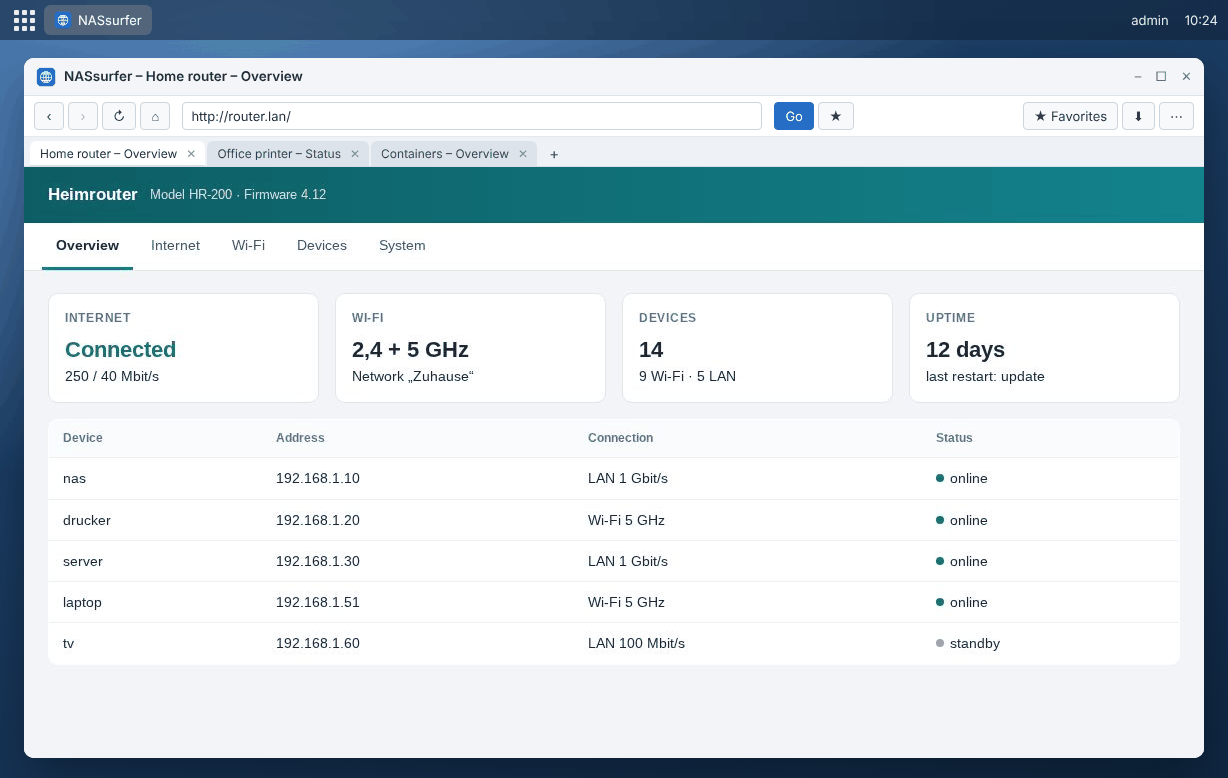 NASsurfer admin 10:24
NASsurfer – Home router – Overview
http://router.lan/ Go ★ ★ Favorites
Home router – Overview Office printer – Status Containers – Overview +
Heimrouter Model HR-200 · Firmware 4.12
Overview Internet Wi-Fi Devices System
INTERNET WI-FI DEVICES UPTIME
Connected 2,4 + 5 GHz 14 12 days
250 / 40 Mbit/s Network „Zuhause“ 9 Wi-Fi · 5 LAN last restart: update
Device Address Connection Status
nas 192.168.1.10 LAN 1 Gbit/s online
drucker 192.168.1.20 Wi-Fi 5 GHz online
server 192.168.1.30 LAN 1 Gbit/s online
laptop 192.168.1.51 Wi-Fi 5 GHz online
tv 192.168.1.60 LAN 100 Mbit/s standby